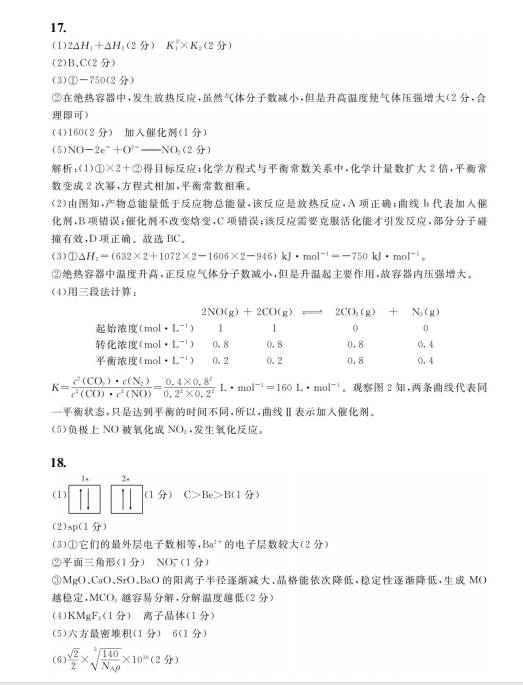 17.
(1)2ΔH₁+ΔH₂(2 分) K₁²×K₂(2 分)
(2)B、C(2 分)
(3)①-750(2 分)
②在绝热容器中,发生放热反应,虽然气体分子数减小,但是升高温度使气体压强增大(2 分,合
理即可)
(4)160(2 分) 加入催化剂(1 分)
(5)NO-2e⁻+O²⁻══NO₂(2 分)
解析:(1)①×2+②得目标反应;化学方程式与平衡常数关系中,化学计量数扩大 2 倍,平衡常
数变成 2 次幂,方程式相加,平衡常数相乘。
(2)由图知,产物总能量低于反应物总能量,该反应是放热反应,A 项正确;曲线 b 代表加入催
化剂,B 项错误;催化剂不改变焓变,C 项错误;该反应需要克服活化能才引发反应,部分分子碰
撞有效,D 项正确。故选 BC。
(3)①ΔH₂=(632×2+1072×2-1606×2-946) kJ·mol⁻¹=-750 kJ·mol⁻¹。
②绝热容器中温度升高,正反应气体分子数减小,但是升温起主要作用,故容器内压强增大。
(4)用三段法计算:
2NO(g) + 2CO(g) ⇌ 2CO₂(g) + N₂(g)
起始浓度(mol·L⁻¹) 1 1 0 0
转化浓度(mol·L⁻¹) 0.8 0.8 0.8 0.4
平衡浓度(mol·L⁻¹) 0.2 0.2 0.8 0.4
K=c²(CO₂)·c(N₂)/c²(CO)·c²(NO)=0.4×0.8²/0.2²×0.2² L·mol⁻¹=160 L·mol⁻¹。观察图 2 知,两条曲线代表同
一平衡状态,只是达到平衡的时间不同,所以,曲线Ⅱ表示加入催化剂。
(5)负极上 NO 被氧化成 NO₂,发生氧化反应。
18.
1s 2s
(1)[↑↓] [↑↓](1 分) C>Be>B(1 分)
(2)sp(1 分)
(3)①它们的最外层电子数相等,Ba²⁺的电子层数较大(2 分)
②平面三角形(1 分) NO₃⁻(1 分)
③MgO、CaO、SrO、BaO 的阳离子半径逐渐减大、晶格能依次降低,稳定性逐渐降低,生成 MO
越稳定,MCO₃ 越容易分解,分解温度越低(2 分)
(4)KMgF₃(1 分) 离子晶体(1 分)
(5)六方最密堆积(1 分) 6(1 分)
(6)√2/2×∛(140/N_Aρ)×10¹⁰(2 分)